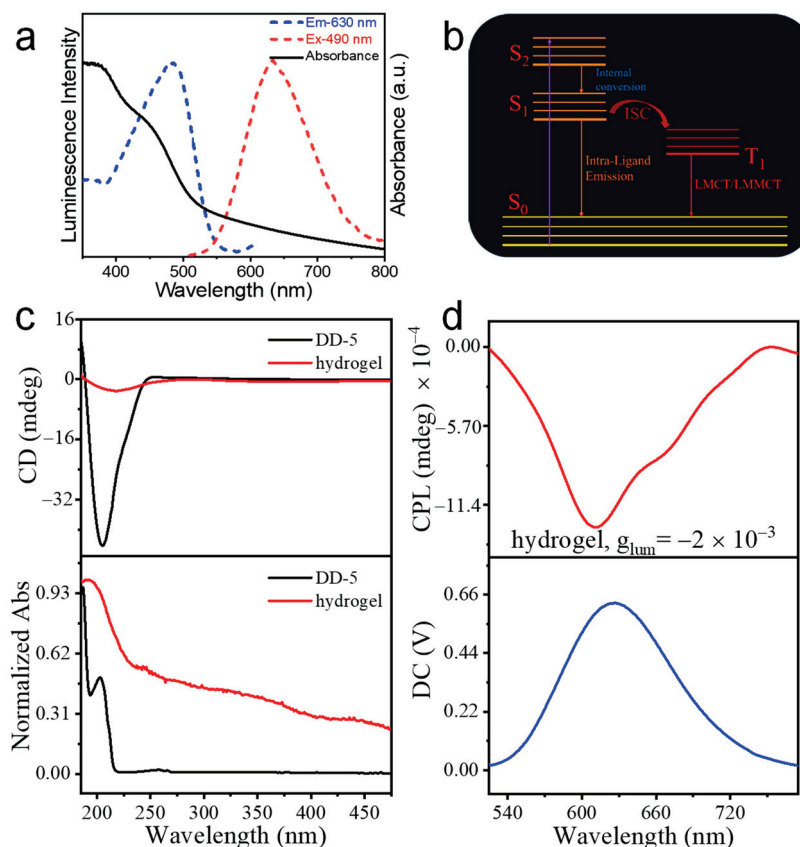 a
Em-630 nm
Ex-490 nm
Absorbance
Luminescence Intensity
Absorbance (a.u.)
400 500 600 700 800
Wavelength (nm)
b
S2
Internal
conversion
S1
ISC
T1
Intra-Ligand
Emission
LMCT/LMMCT
S0
c
16
0
−16
−32
CD (mdeg)
DD-5
hydrogel
0.93
0.62
0.31
0.00
Normalized Abs
DD-5
hydrogel
200 250 300 350 400 450
Wavelength (nm)
d
0.00
−5.70
−11.4
CPL (mdeg) × 10⁻⁴
hydrogel, glum = −2 × 10⁻³
0.66
0.44
0.22
0.00
DC (V)
540 600 660 720
Wavelength (nm)